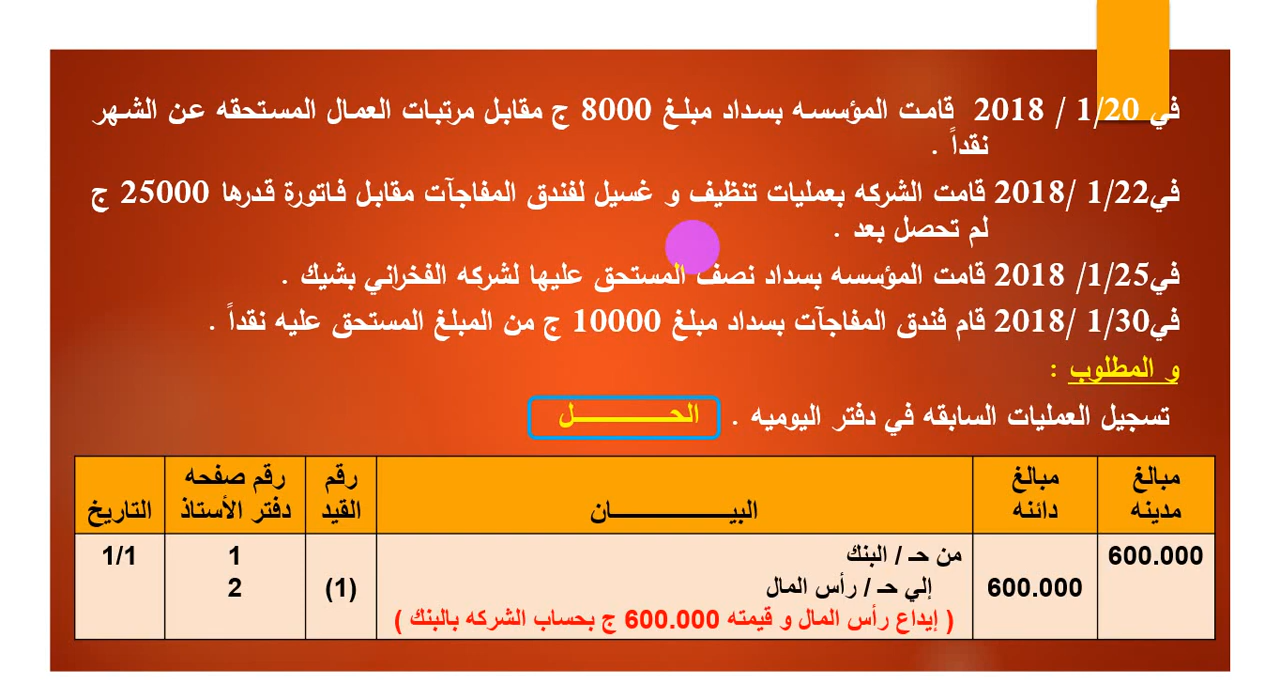 في 1/20 / 2018 قامت المؤسسه بسداد مبلغ 8000 ج مقابل مرتبات العمال المستحقه عن الشهر
نقداً .
في1/22 /2018 قامت الشركه بعمليات تنظيف و غسيل لفندق المفاجآت مقابل فاتورة قدرها 25000 ج
لم تحصل بعد .
في1/25/ 2018 قامت المؤسسه بسداد نصف المستحق عليها لشركه الفخراني بشيك .
في1/30 /2018 قام فندق المفاجآت بسداد مبلغ 10000 ج من المبلغ المستحق عليه نقداً .
و المطلوب :
تسجيل العمليات السابقه في دفتر اليوميه . الحـــــــــل
مبالغ مبالغ رقم رقم صفحه
مدينه دائنه البيـــــــــــان القيد دفتر الأستاذ التاريخ
600.000 من حـ / البنك 1 1/1
600.000 إلي حـ / رأس المال (1) 2
( إيداع رأس المال و قيمته 600.000 ج بحساب الشركه بالبنك )